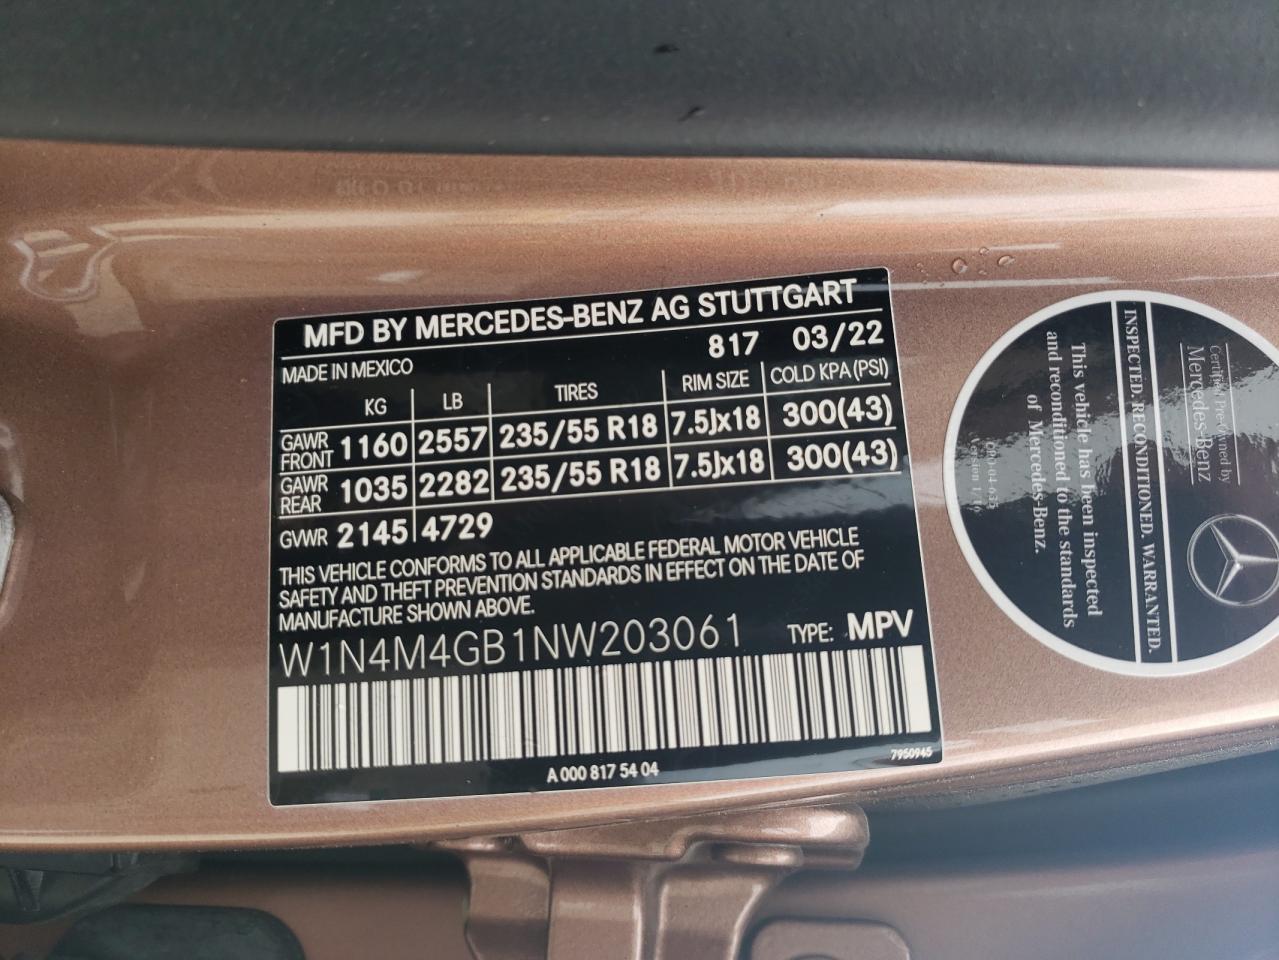 MFD BY MERCEDES-BENZ AG STUTTGART
MADE IN MEXICO 817 03/22
KG LB TIRES RIM SIZE COLD KPA (PSI)
GAWR FRONT 1160 2557 235/55 R18 7.5Jx18 300(43)
GAWR REAR 1035 2282 235/55 R18 7.5Jx18 300(43)
GVWR 2145 4729
THIS VEHICLE CONFORMS TO ALL APPLICABLE FEDERAL MOTOR VEHICLE
SAFETY AND THEFT PREVENTION STANDARDS IN EFFECT ON THE DATE OF
MANUFACTURE SHOWN ABOVE.
W1N4M4GB1NW203061 TYPE: MPV
A 000 817 54 04
7950945
Certified Pre-Owned by
Mercedes-Benz
INSPECTED. RECONDITIONED. WARRANTED.
This vehicle has been inspected
and reconditioned to the standards
of Mercedes-Benz.